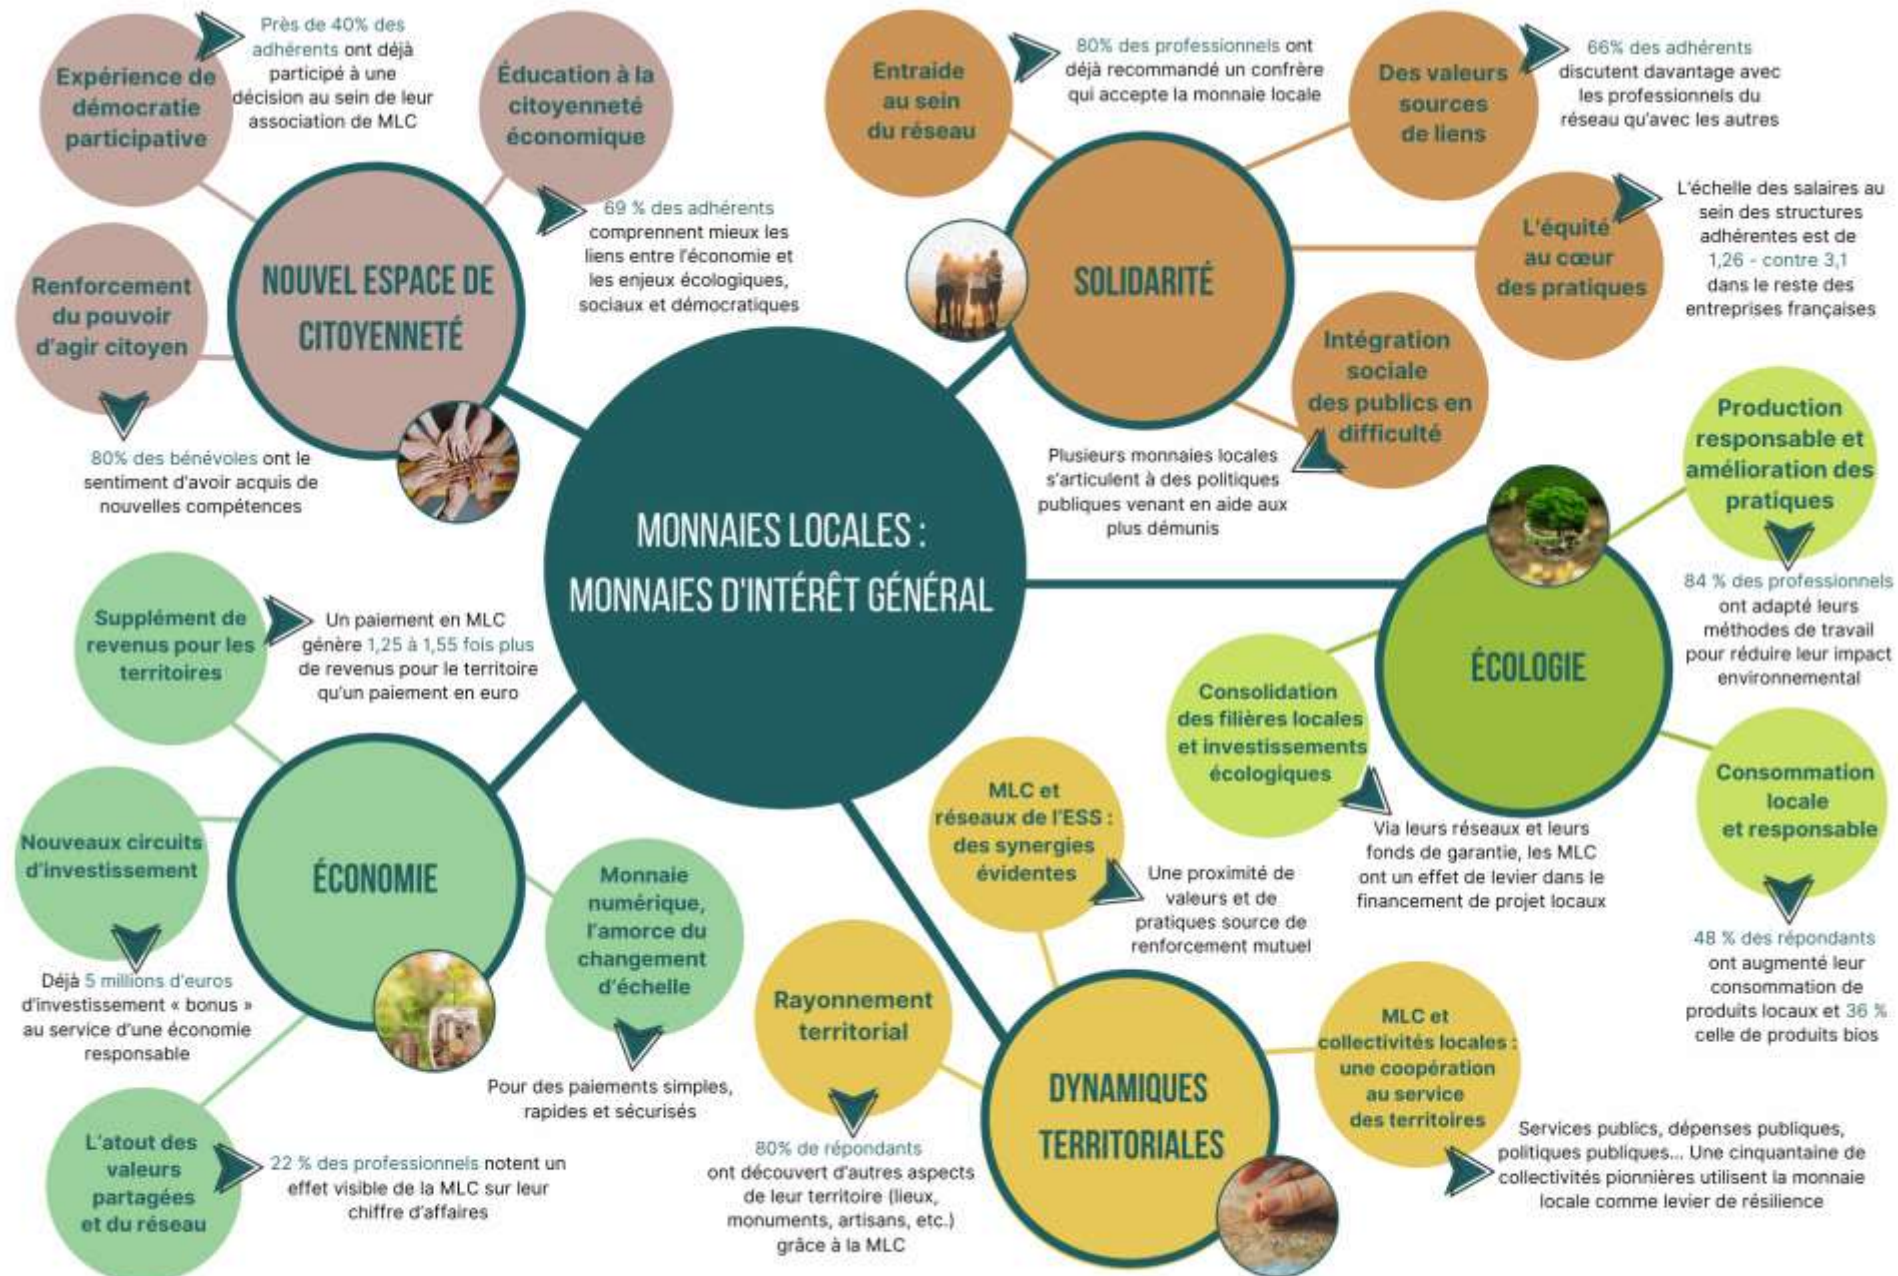 MONNAIES LOCALES :
MONNAIES D'INTÉRÊT GÉNÉRAL
NOUVEL ESPACE DE
CITOYENNETÉ
Expérience de
démocratie
participative
Près de 40% des
adhérents ont déjà
participé à une
décision au sein de leur
association de MLC
Éducation à la
citoyenneté
économique
69 % des adhérents
comprennent mieux les
liens entre l'économie et
les enjeux écologiques,
sociaux et démocratiques
Renforcement
du pouvoir
d'agir citoyen
80% des bénévoles ont le
sentiment d'avoir acquis de
nouvelles compétences
SOLIDARITÉ
Entraide
au sein
du réseau
80% des professionnels ont
déjà recommandé un confrère
qui accepte la monnaie locale
Des valeurs
sources
de liens
66% des adhérents
discutent davantage avec
les professionnels du
réseau qu'avec les autres
L'équité
au cœur
des pratiques
L'échelle des salaires au
sein des structures
adhérentes est de
1,26 - contre 3,1
dans le reste des
entreprises françaises
Intégration
sociale
des publics en
difficulté
Plusieurs monnaies locales
s'articulent à des politiques
publiques venant en aide aux
plus démunis
ÉCOLOGIE
Production
responsable et
amélioration des
pratiques
84 % des professionnels
ont adapté leurs
méthodes de travail
pour réduire leur impact
environnemental
Consolidation
des filières locales
et investissements
écologiques
Via leurs réseaux et leurs
fonds de garantie, les MLC
ont un effet de levier dans le
financement de projet locaux
Consommation
locale
et responsable
48 % des répondants
ont augmenté leur
consommation de
produits locaux et 36 %
celle de produits bios
ÉCONOMIE
Supplément de
revenus pour les
territoires
Un paiement en MLC
génère 1,25 à 1,55 fois plus
de revenus pour le territoire
qu'un paiement en euro
Nouveaux circuits
d'investissement
Déjà 5 millions d'euros
d'investissement « bonus »
au service d'une économie
responsable
Monnaie
numérique,
l'amorce du
changement
d'échelle
Pour des paiements simples,
rapides et sécurisés
L'atout des
valeurs
partagées
et du réseau
22 % des professionnels notent un
effet visible de la MLC sur leur
chiffre d'affaires
DYNAMIQUES
TERRITORIALES
MLC et
réseaux de l'ESS :
des synergies
évidentes
Une proximité de
valeurs et de
pratiques source de
renforcement mutuel
Rayonnement
territorial
80% de répondants
ont découvert d'autres aspects
de leur territoire (lieux,
monuments, artisans, etc.)
grâce à la MLC
MLC et
collectivités locales :
une coopération
au service
des territoires
Services publics, dépenses publiques,
politiques publiques... Une cinquantaine de
collectivités pionnières utilisent la monnaie
locale comme levier de résilience